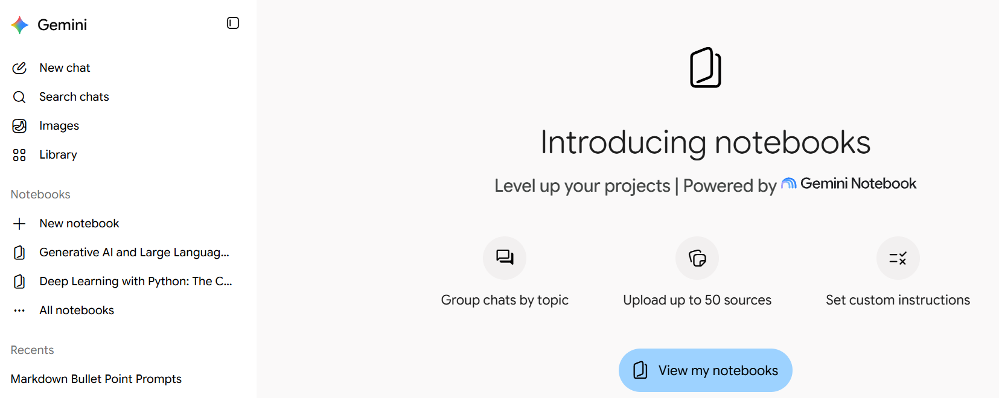 Gemini
New chat
Search chats
Images
Library
Notebooks
New notebook
Generative AI and Large Languag...
Deep Learning with Python: The C...
All notebooks
Recents
Markdown Bullet Point Prompts
Introducing notebooks
Level up your projects | Powered by Gemini Notebook
Group chats by topic
Upload up to 50 sources
Set custom instructions
View my notebooks